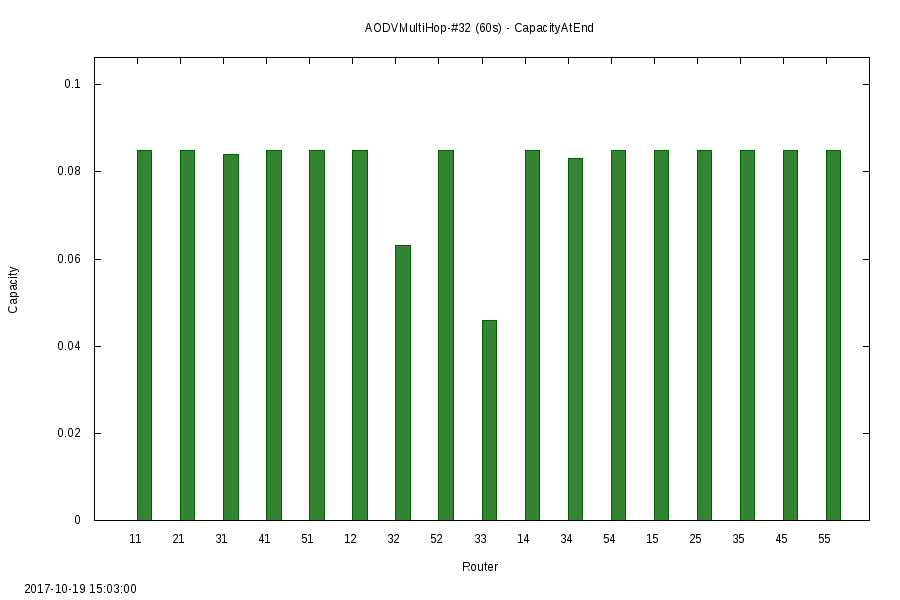 AODVMultiHop-#32 (60s) - CapacityAtEnd
0.1
0.08
0.06
0.04
0.02
0
Capacity
11 21 31 41 51 12 32 52 33 14 34 54 15 25 35 45 55
Router
2017-10-19 15:03:00